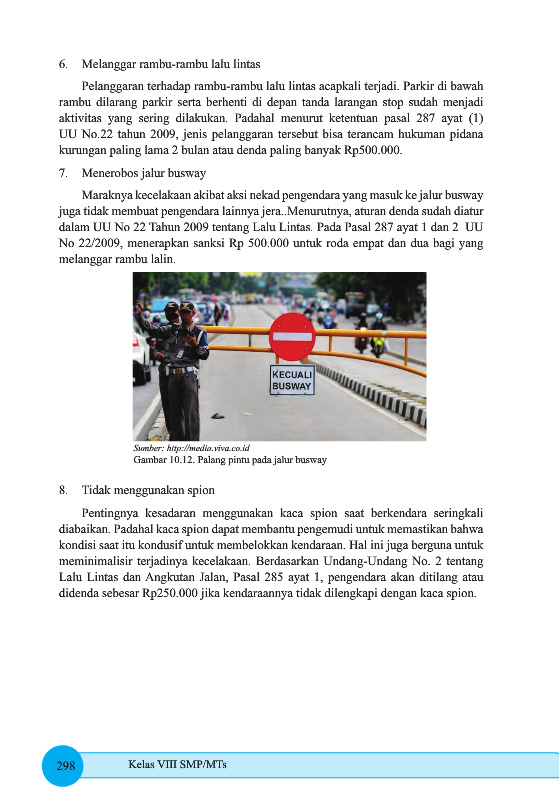 6. Melanggar rambu-rambu lalu lintas
Pelanggaran terhadap rambu-rambu lalu lintas acapkali terjadi. Parkir di bawah
rambu dilarang parkir serta berhenti di depan tanda larangan stop sudah menjadi
aktivitas yang sering dilakukan. Padahal menurut ketentuan pasal 287 ayat (1)
UU No.22 tahun 2009, jenis pelanggaran tersebut bisa terancam hukuman pidana
kurungan paling lama 2 bulan atau denda paling banyak Rp500.000.
7. Menerobos jalur busway
Maraknya kecelakaan akibat aksi nekad pengendara yang masuk ke jalur busway
juga tidak membuat pengendara lainnya jera..Menurutnya, aturan denda sudah diatur
dalam UU No 22 Tahun 2009 tentang Lalu Lintas. Pada Pasal 287 ayat 1 dan 2 UU
No 22/2009, menerapkan sanksi Rp 500.000 untuk roda empat dan dua bagi yang
melanggar rambu lalin.
KECUALI
BUSWAY
Sumber: http://media.viva.co.id
Gambar 10.12. Palang pintu pada jalur busway
8. Tidak menggunakan spion
Pentingnya kesadaran menggunakan kaca spion saat berkendara seringkali
diabaikan. Padahal kaca spion dapat membantu pengemudi untuk memastikan bahwa
kondisi saat itu kondusif untuk membelokkan kendaraan. Hal ini juga berguna untuk
meminimalisir terjadinya kecelakaan. Berdasarkan Undang-Undang No. 2 tentang
Lalu Lintas dan Angkutan Jalan, Pasal 285 ayat 1, pengendara akan ditilang atau
didenda sebesar Rp250.000 jika kendaraannya tidak dilengkapi dengan kaca spion.
298 Kelas VIII SMP/MTs